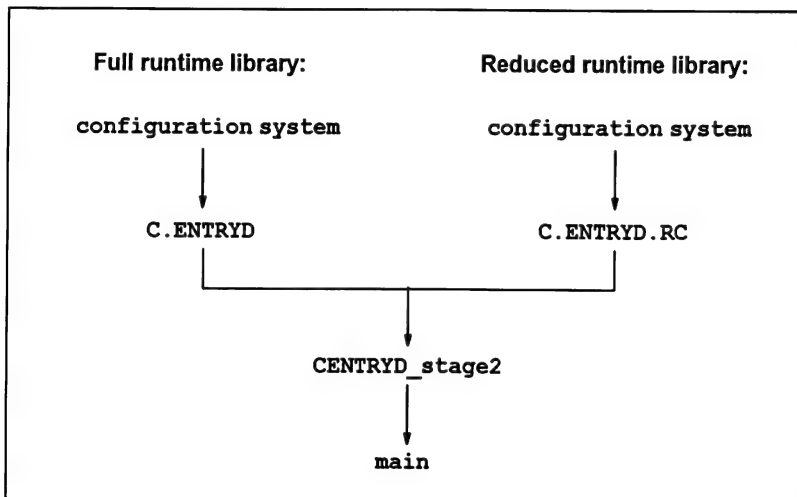 Full runtime library: Reduced runtime library:
configuration system configuration system
C.ENTRYD C.ENTRYD.RC
CENTRYD_stage2
main